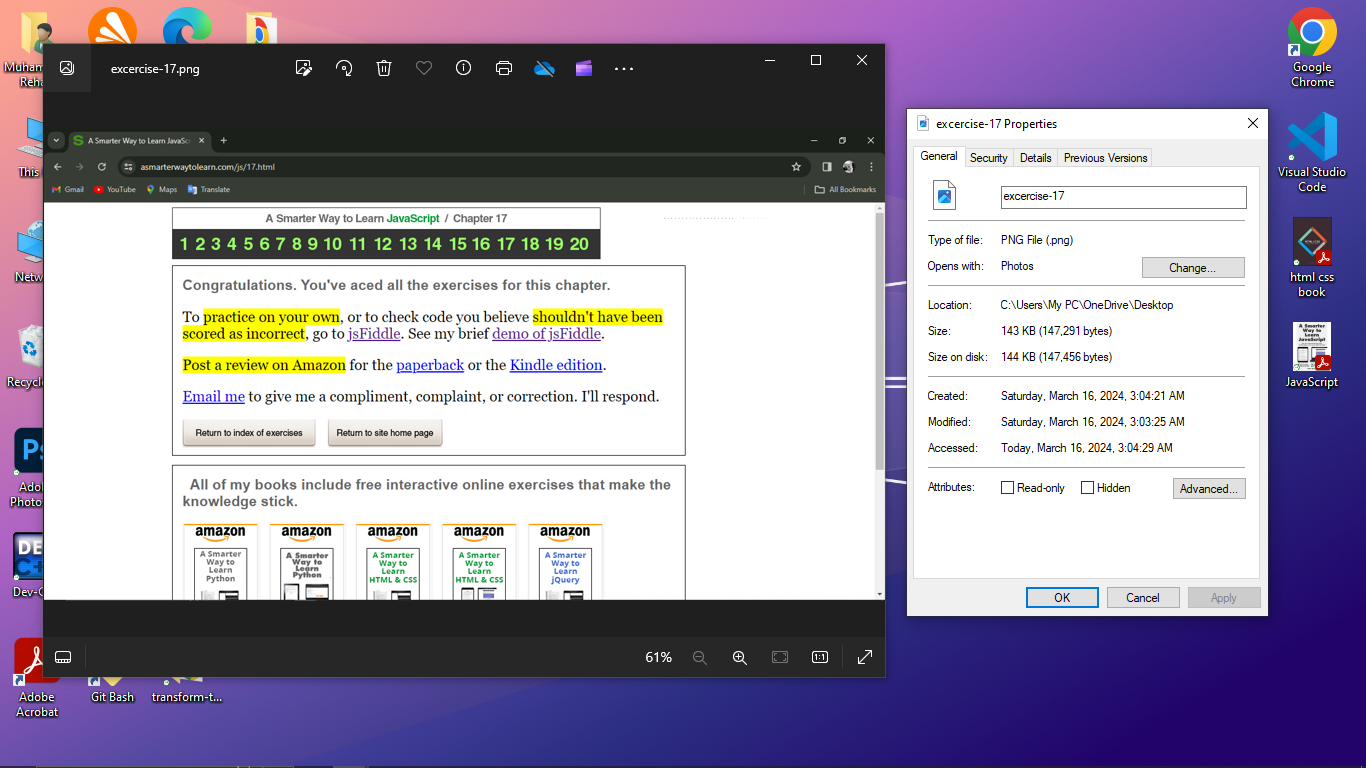 Muham
Reha
This
Netw
Recycle
Ado
Photo
DE
Dev-C
Adobe
Acrobat
Git Bash
transform-t...
excercise-17.png
A Smarter Way to Learn JavaSc
asmarterwaytolearn.com/js/17.html
Gmail YouTube Maps Translate All Bookmarks
A Smarter Way to Learn JavaScript / Chapter 17
1 2 3 4 5 6 7 8 9 10 11 12 13 14 15 16 17 18 19 20
Congratulations. You've aced all the exercises for this chapter.
To practice on your own, or to check code you believe shouldn't have been
scored as incorrect, go to jsFiddle. See my brief demo of jsFiddle.
Post a review on Amazon for the paperback or the Kindle edition.
Email me to give me a compliment, complaint, or correction. I'll respond.
Return to index of exercises Return to site home page
All of my books include free interactive online exercises that make the
knowledge stick.
amazon amazon amazon amazon amazon
A Smarter
Way to
Learn
Python
A Smarter
Way to
Learn
Python
A Smarter
Way to
Learn
HTML & CSS
A Smarter
Way to
Learn
HTML & CSS
A Smarter
Way to
Learn
jQuery
61%
1:1
excercise-17 Properties
General Security Details Previous Versions
excercise-17
Type of file: PNG File (.png)
Opens with: Photos Change...
Location: C:\Users\My PC\OneDrive\Desktop
Size: 143 KB (147,291 bytes)
Size on disk: 144 KB (147,456 bytes)
Created: Saturday, March 16, 2024, 3:04:21 AM
Modified: Saturday, March 16, 2024, 3:03:25 AM
Accessed: Today, March 16, 2024, 3:04:29 AM
Attributes: Read-only Hidden Advanced...
OK Cancel Apply
Google
Chrome
Visual Studio
Code
html css
book
A Smarter
Way to
Learn
JavaScript
JavaScript